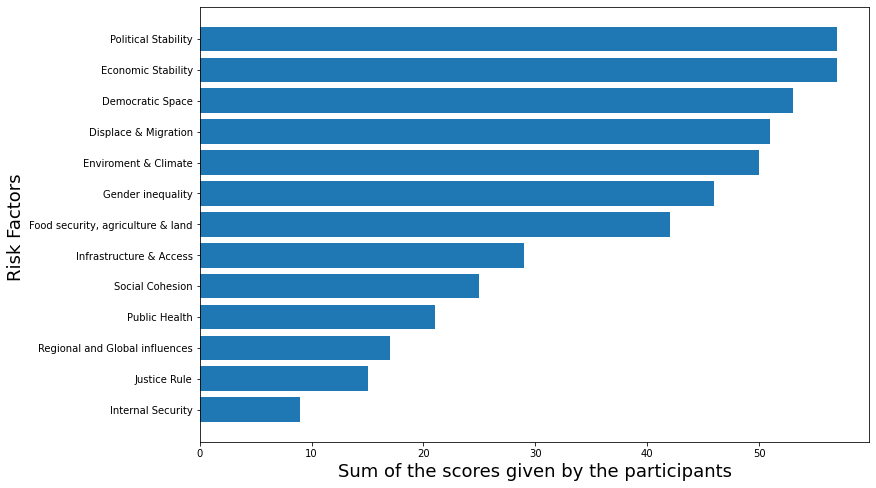 Political Stability
Economic Stability
Democratic Space
Displace & Migration
Enviroment & Climate
Gender inequality
Food security, agriculture & land
Infrastructure & Access
Social Cohesion
Public Health
Regional and Global influences
Justice Rule
Internal Security
Risk Factors
0 10 20 30 40 50
Sum of the scores given by the participants